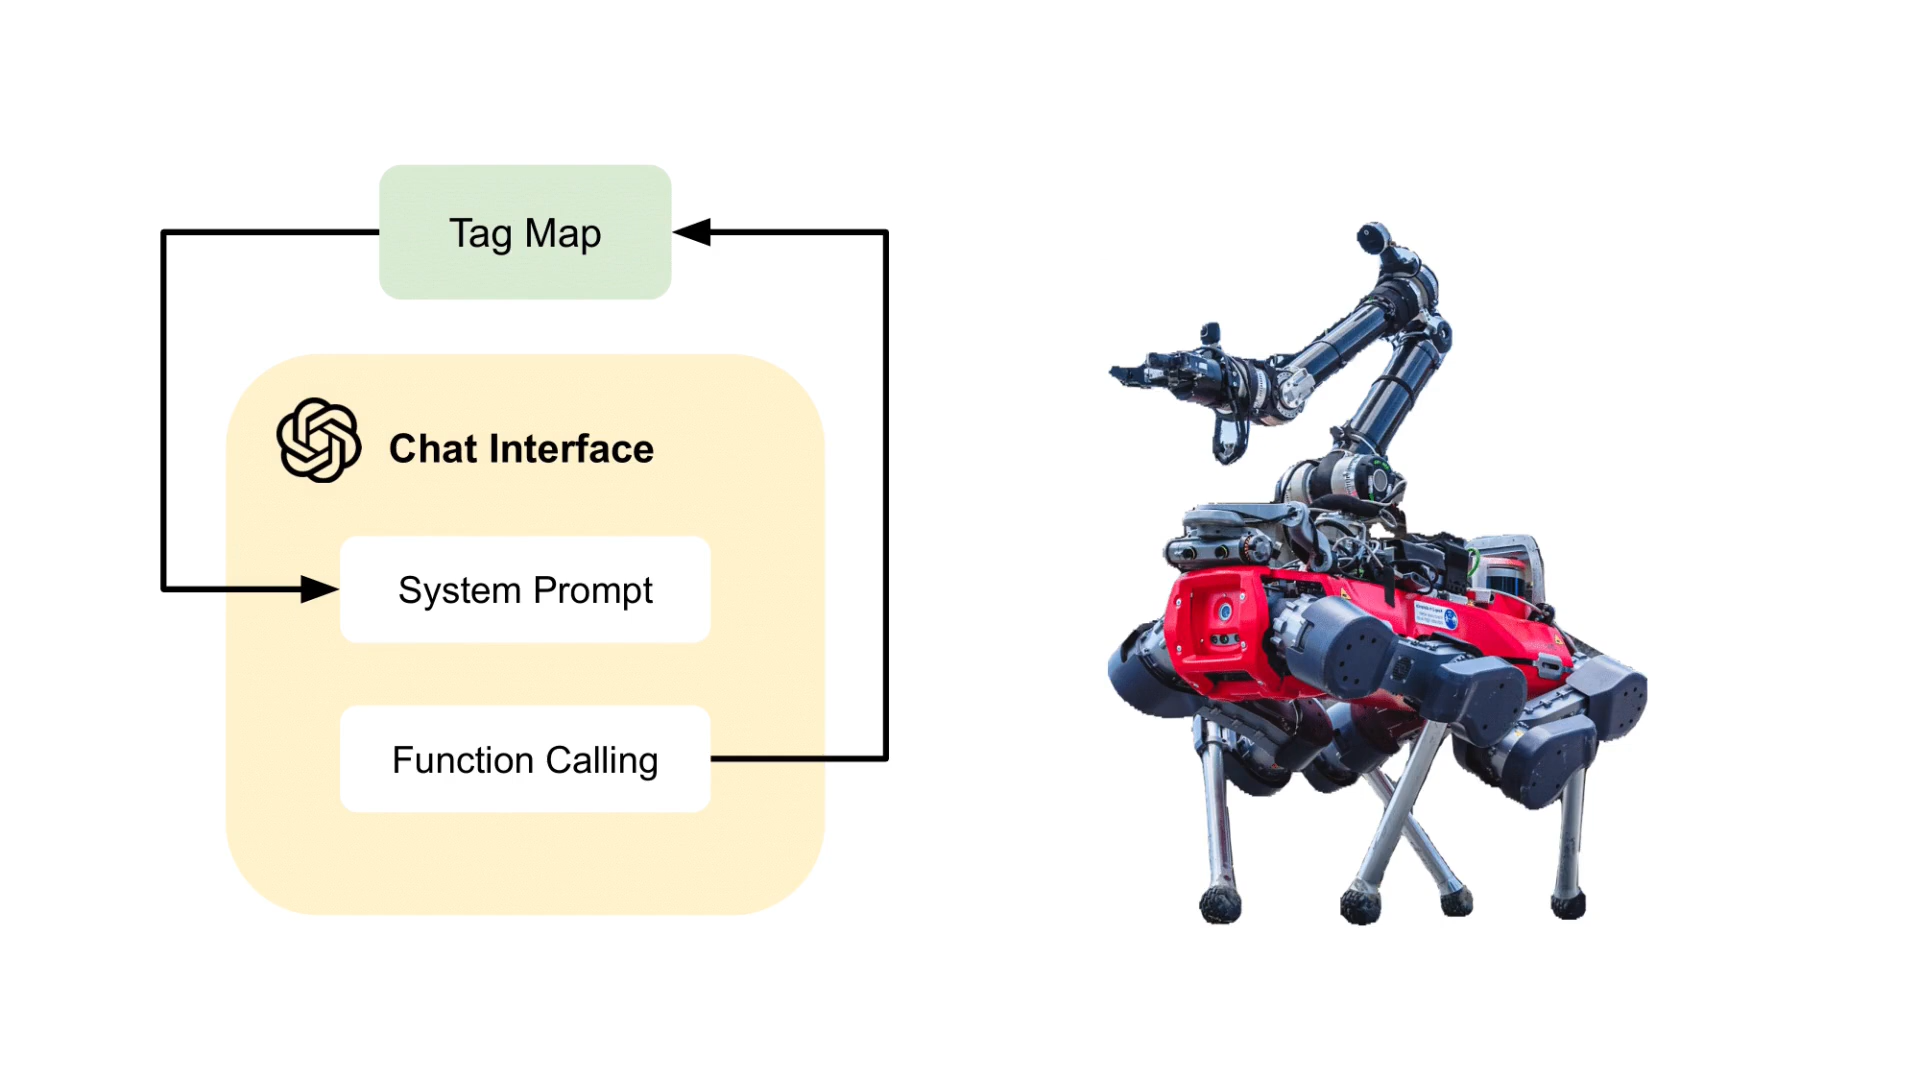 Tag Map
Chat Interface
System Prompt
Function Calling